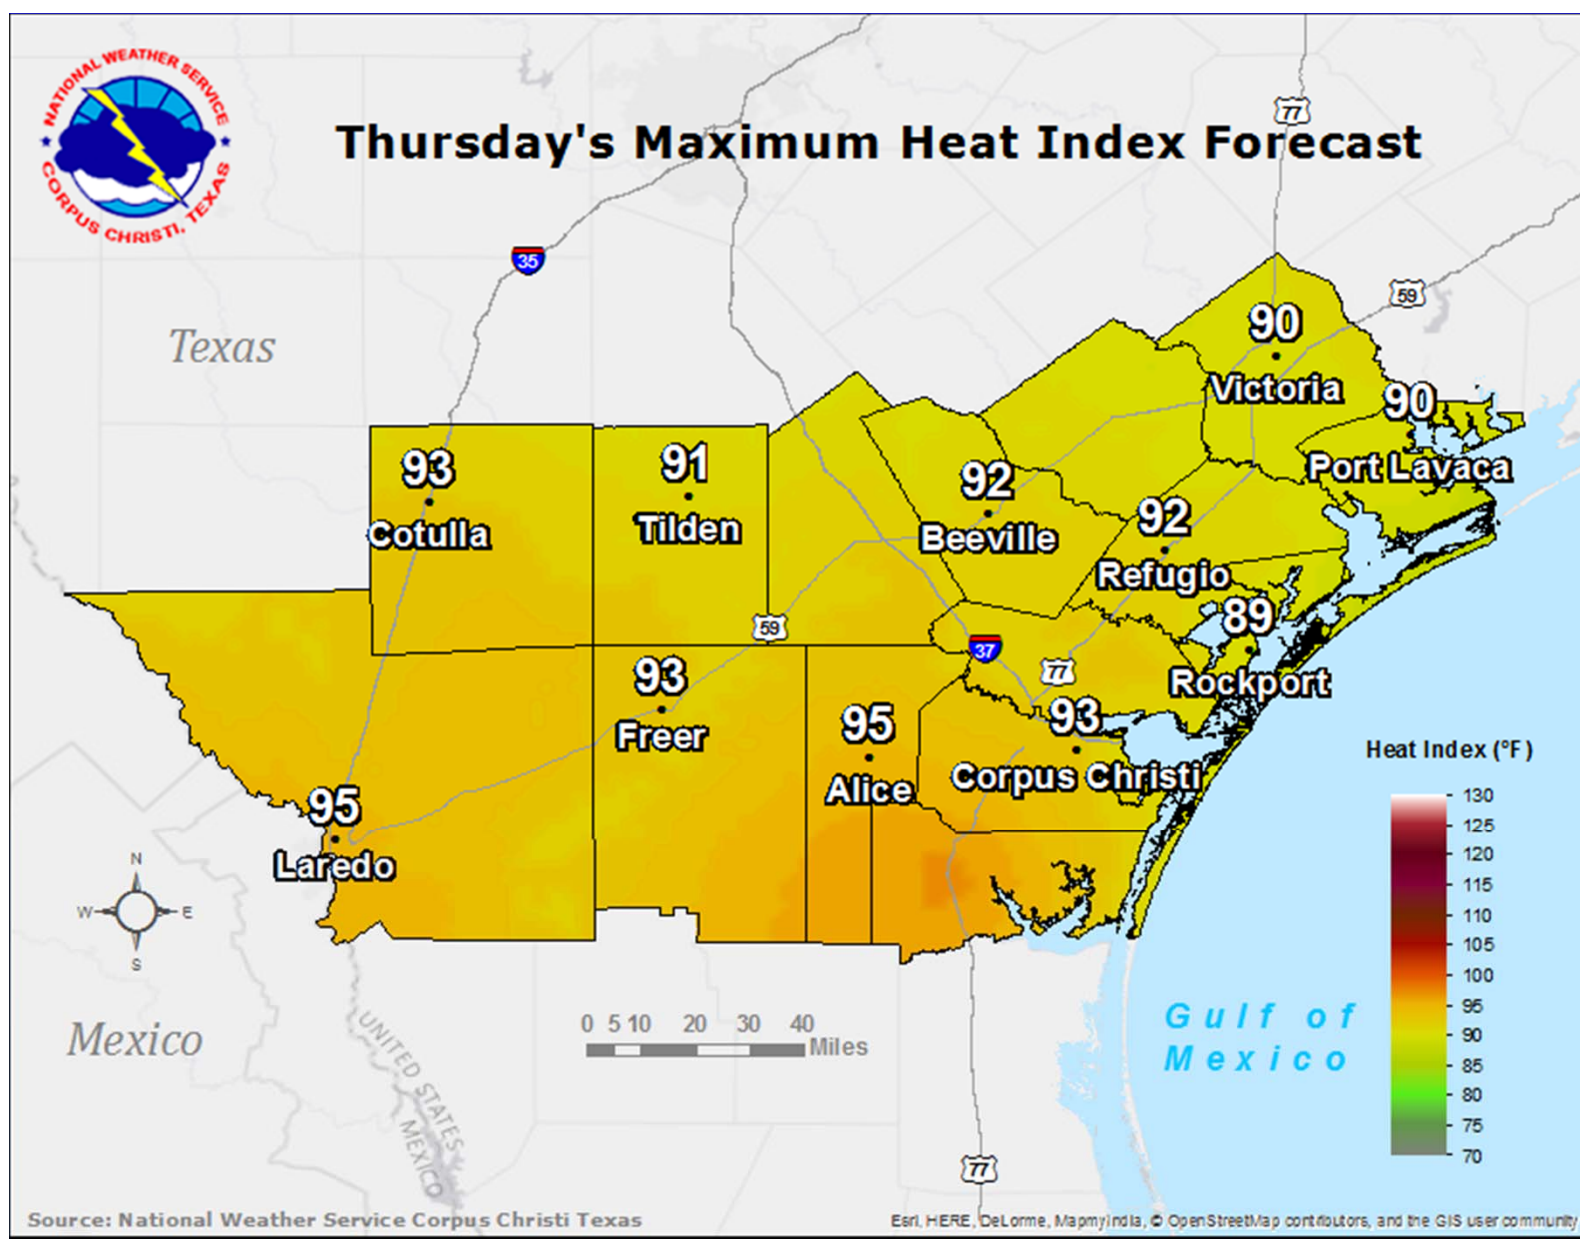 NATIONAL WEATHER SERVICE
CORPUS CHRISTI, TEXAS
Thursday's Maximum Heat Index Forecast
77
35
59
Texas
90
Victoria
90
Port Lavaca
93
Cotulla
91
Tilden
92
Beeville
92
Refugio
59
89
Rockport
37
77
93
Freer
95
Alice
93
Corpus Christi
95
Laredo
Heat Index (°F)
130
125
120
115
110
105
100
95
90
85
80
75
70
N
W E
S
Mexico
UNITED STATES
MEXICO
0 5 10 20 30 40
Miles
Gulf of
Mexico
77
Source: National Weather Service Corpus Christi Texas
Esri, HERE, DeLorme, MapmyIndia, © OpenStreetMap contributors, and the GIS user community